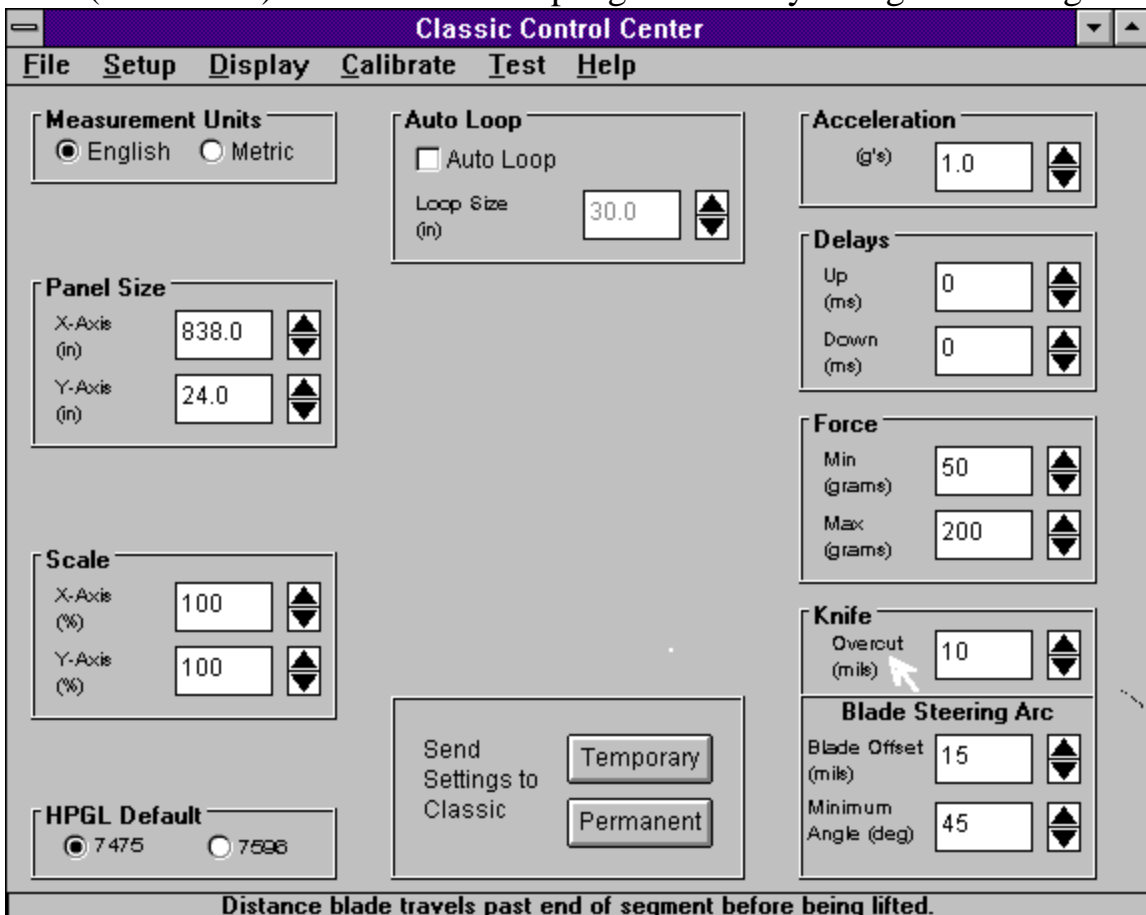 Classic Control Center
File Setup Display Calibrate Test Help
Measurement Units
English Metric
Panel Size
X-Axis
(in)
838.0
Y-Axis
(in)
24.0
Scale
X-Axis
(%)
100
Y-Axis
(%)
100
HPGL Default
7475 7596
Auto Loop
Auto Loop
Loop Size
(in)
30.0
Send
Settings to
Classic
Temporary
Permanent
Acceleration
(g's)
1.0
Delays
Up
(ms)
0
Down
(ms)
0
Force
Min
(grams)
50
Max
(grams)
200
Knife
Overcut
(mils)
10
Blade Steering Arc
Blade Offset
(mils)
15
Minimum
Angle (deg)
45
Distance blade travels past end of segment before being lifted.